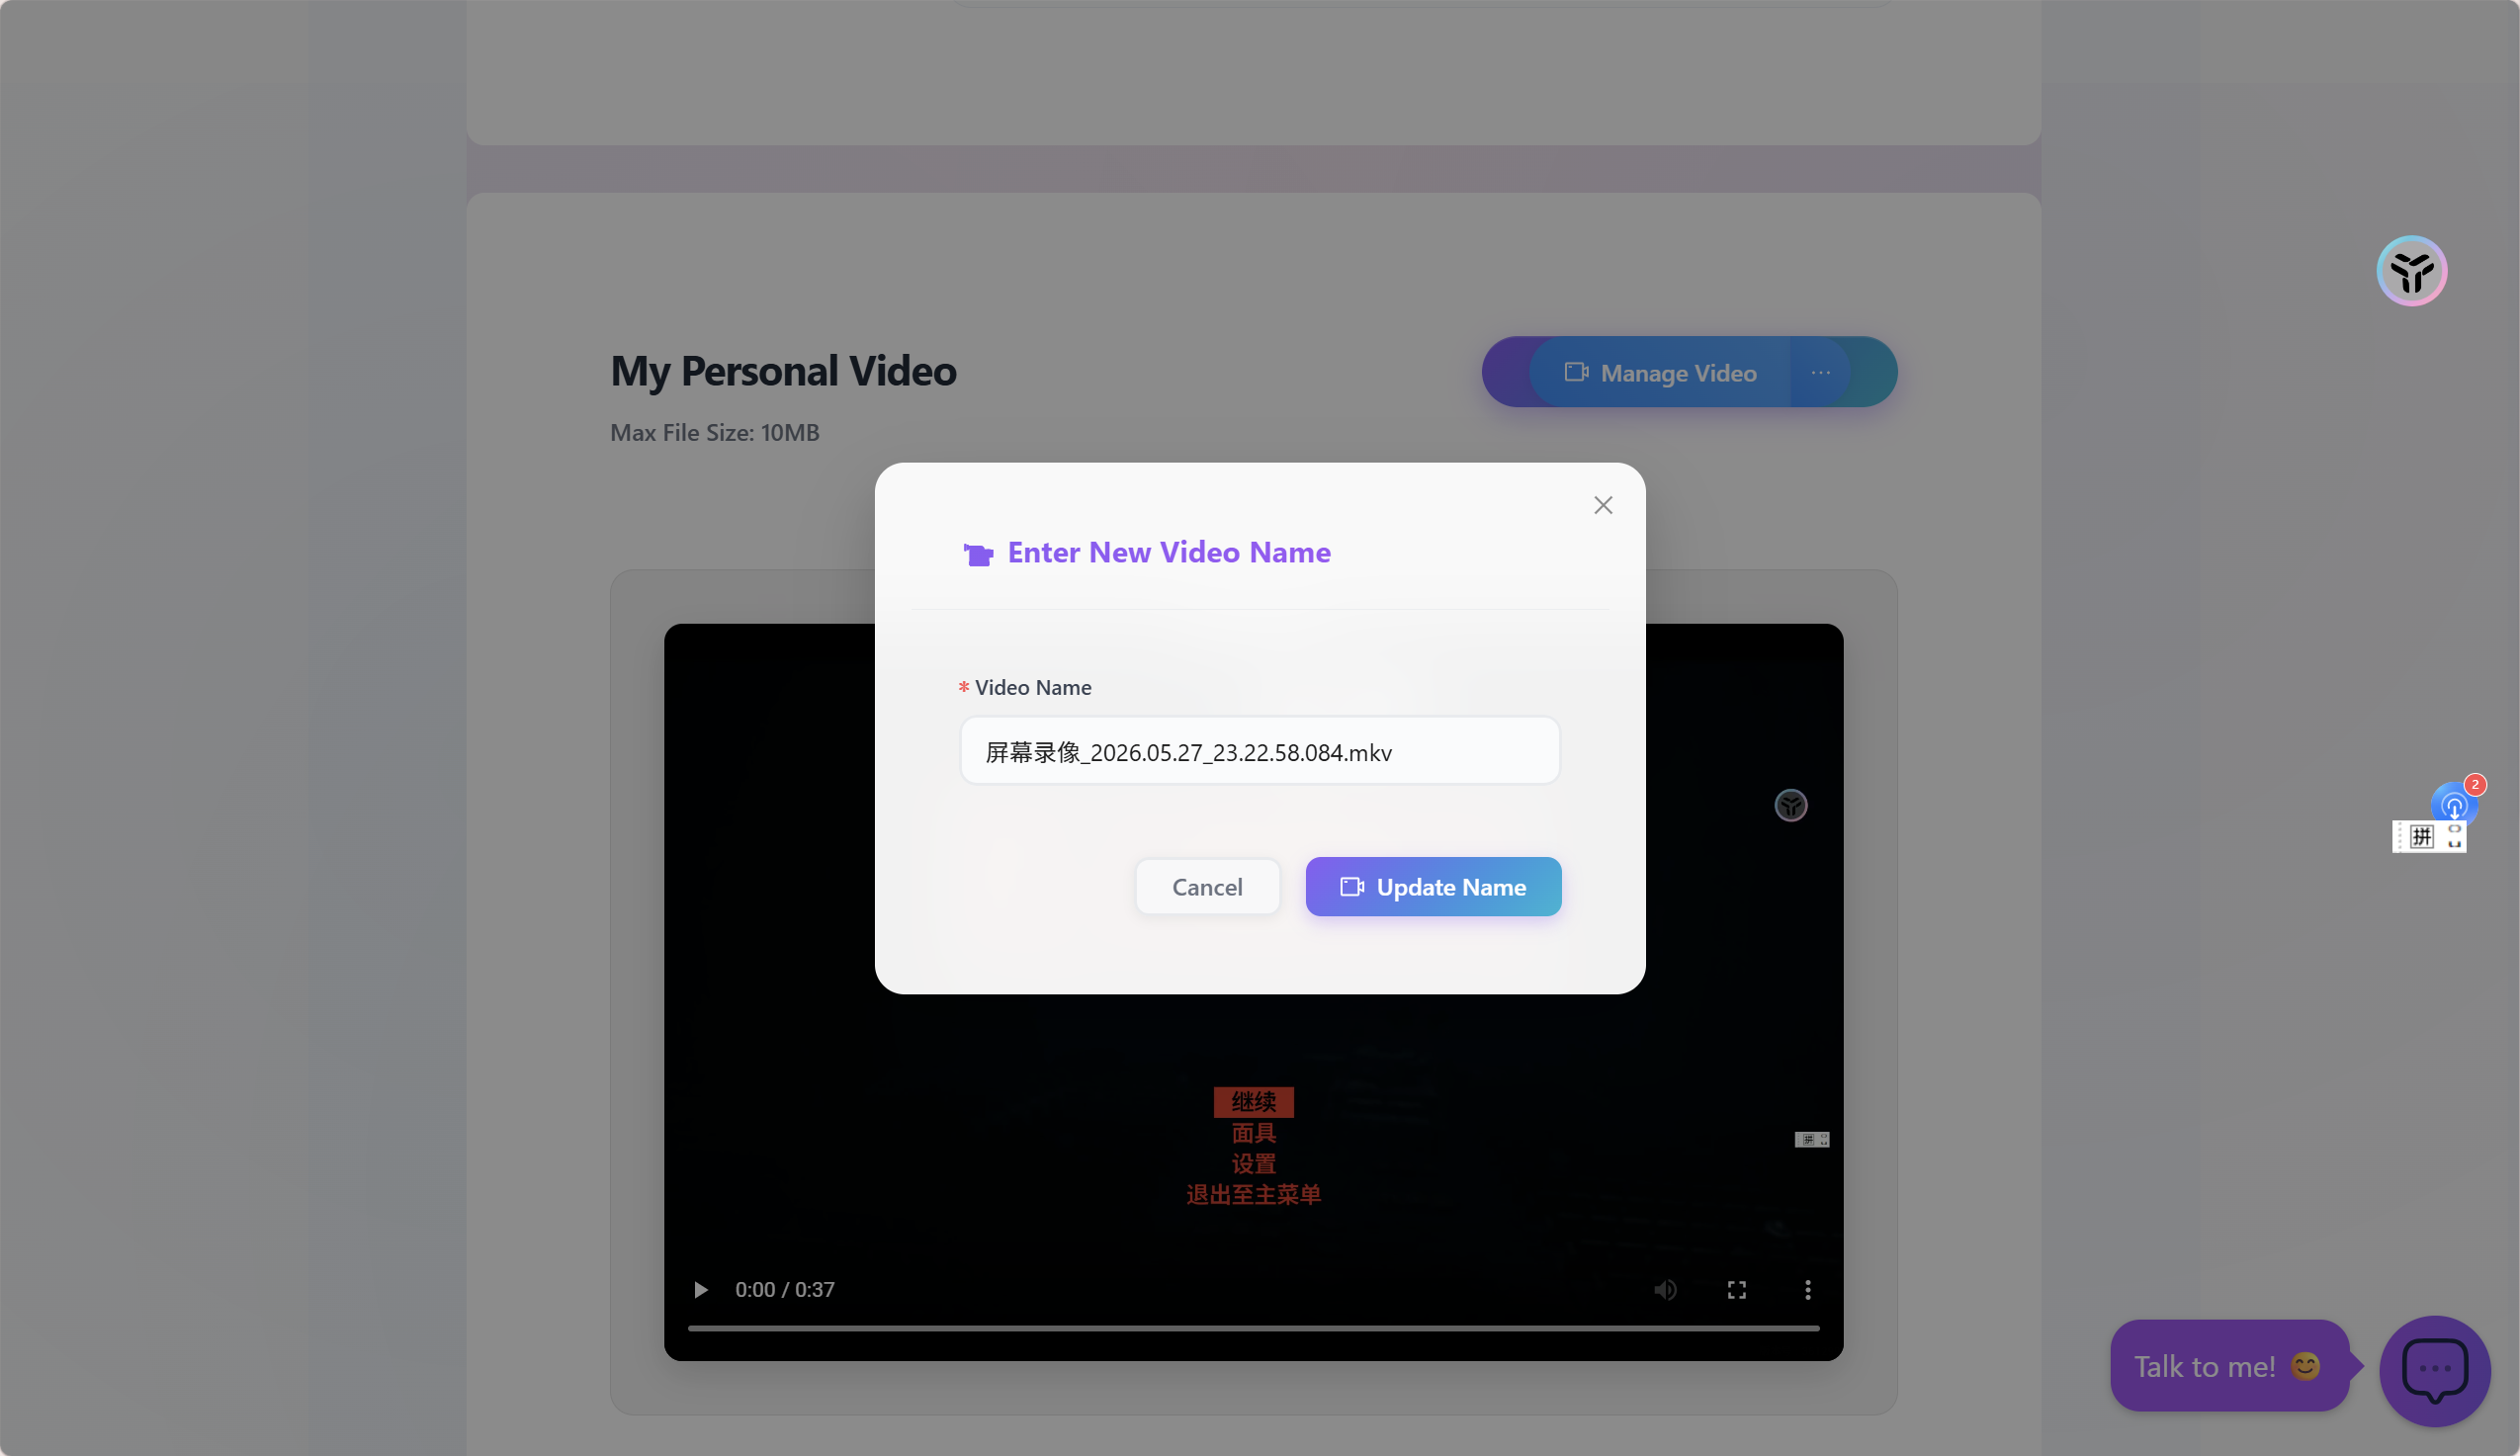 My Personal Video
Manage Video ...
Max File Size: 10MB
Enter New Video Name
* Video Name
屏幕录像_2026.05.27_23.22.58.084.mkv
Cancel
Update Name
2
拼
拼
继续
面具
设置
退出至主菜单
0:00 / 0:37
Talk to me! 😊